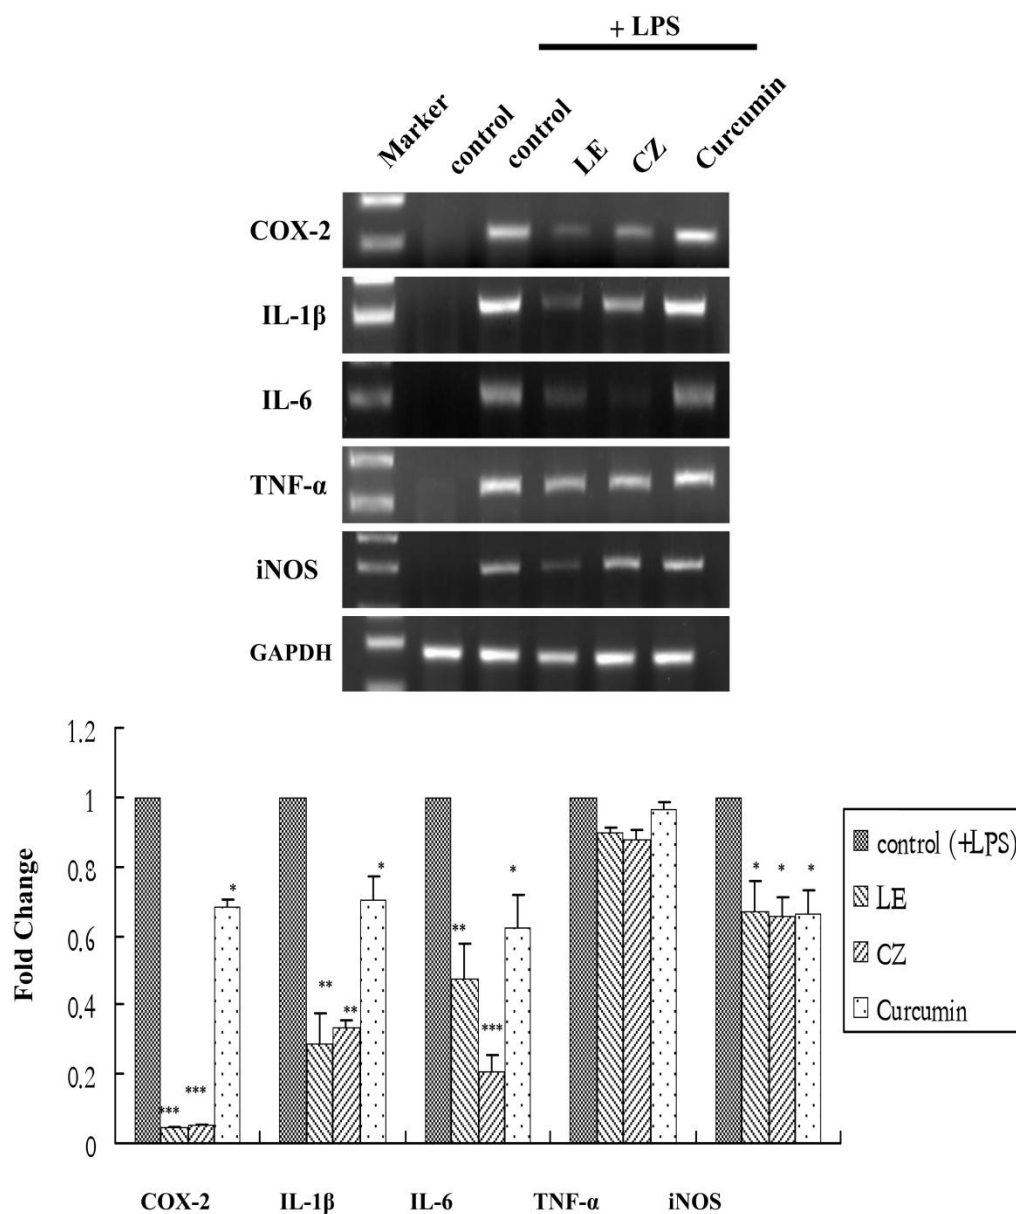 + LPS
Marker
control
control
LE
CZ
Curcumin
COX-2
IL-1β
IL-6
TNF-α
iNOS
GAPDH
Fold Change
1.2
1
0.8
0.6
0.4
0.2
0
*** *** *
** ** *
** *** *
* * *
COX-2 IL-1β IL-6 TNF-α iNOS
control (+LPS)
LE
CZ
Curcumin